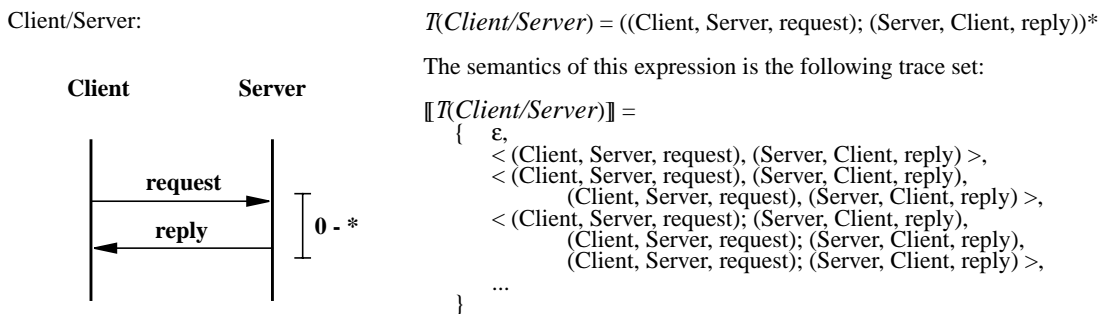 Client/Server:
Client
Server
request
reply
0 - *
T(Client/Server) = ((Client, Server, request); (Server, Client, reply))*
The semantics of this expression is the following trace set:
⟦T(Client/Server)⟧ =
{ ε,
< (Client, Server, request), (Server, Client, reply) >,
< (Client, Server, request), (Server, Client, reply),
(Client, Server, request), (Server, Client, reply) >,
< (Client, Server, request); (Server, Client, reply),
(Client, Server, request); (Server, Client, reply),
(Client, Server, request); (Server, Client, reply) >,
...
}